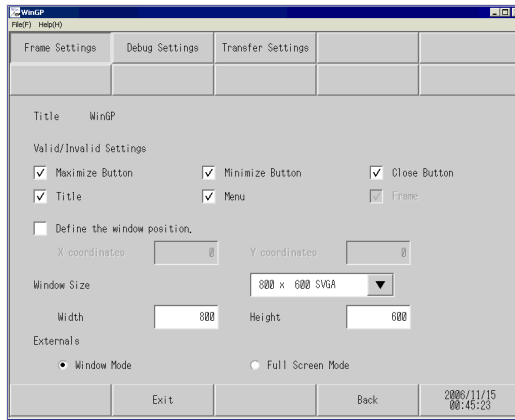 WinGP
File(F) Help(H)
Frame Settings Debug Settings Transfer Settings
Title WinGP
Valid/Invalid Settings
Maximize Button Minimize Button Close Button
Title Menu Frame
Define the window position.
X coordinates 0 Y coordinates 0
Window Size 800 x 600 SVGA
Width 800 Height 600
Externals
Window Mode Full Screen Mode
Exit Back 2006/11/15
00:45:23